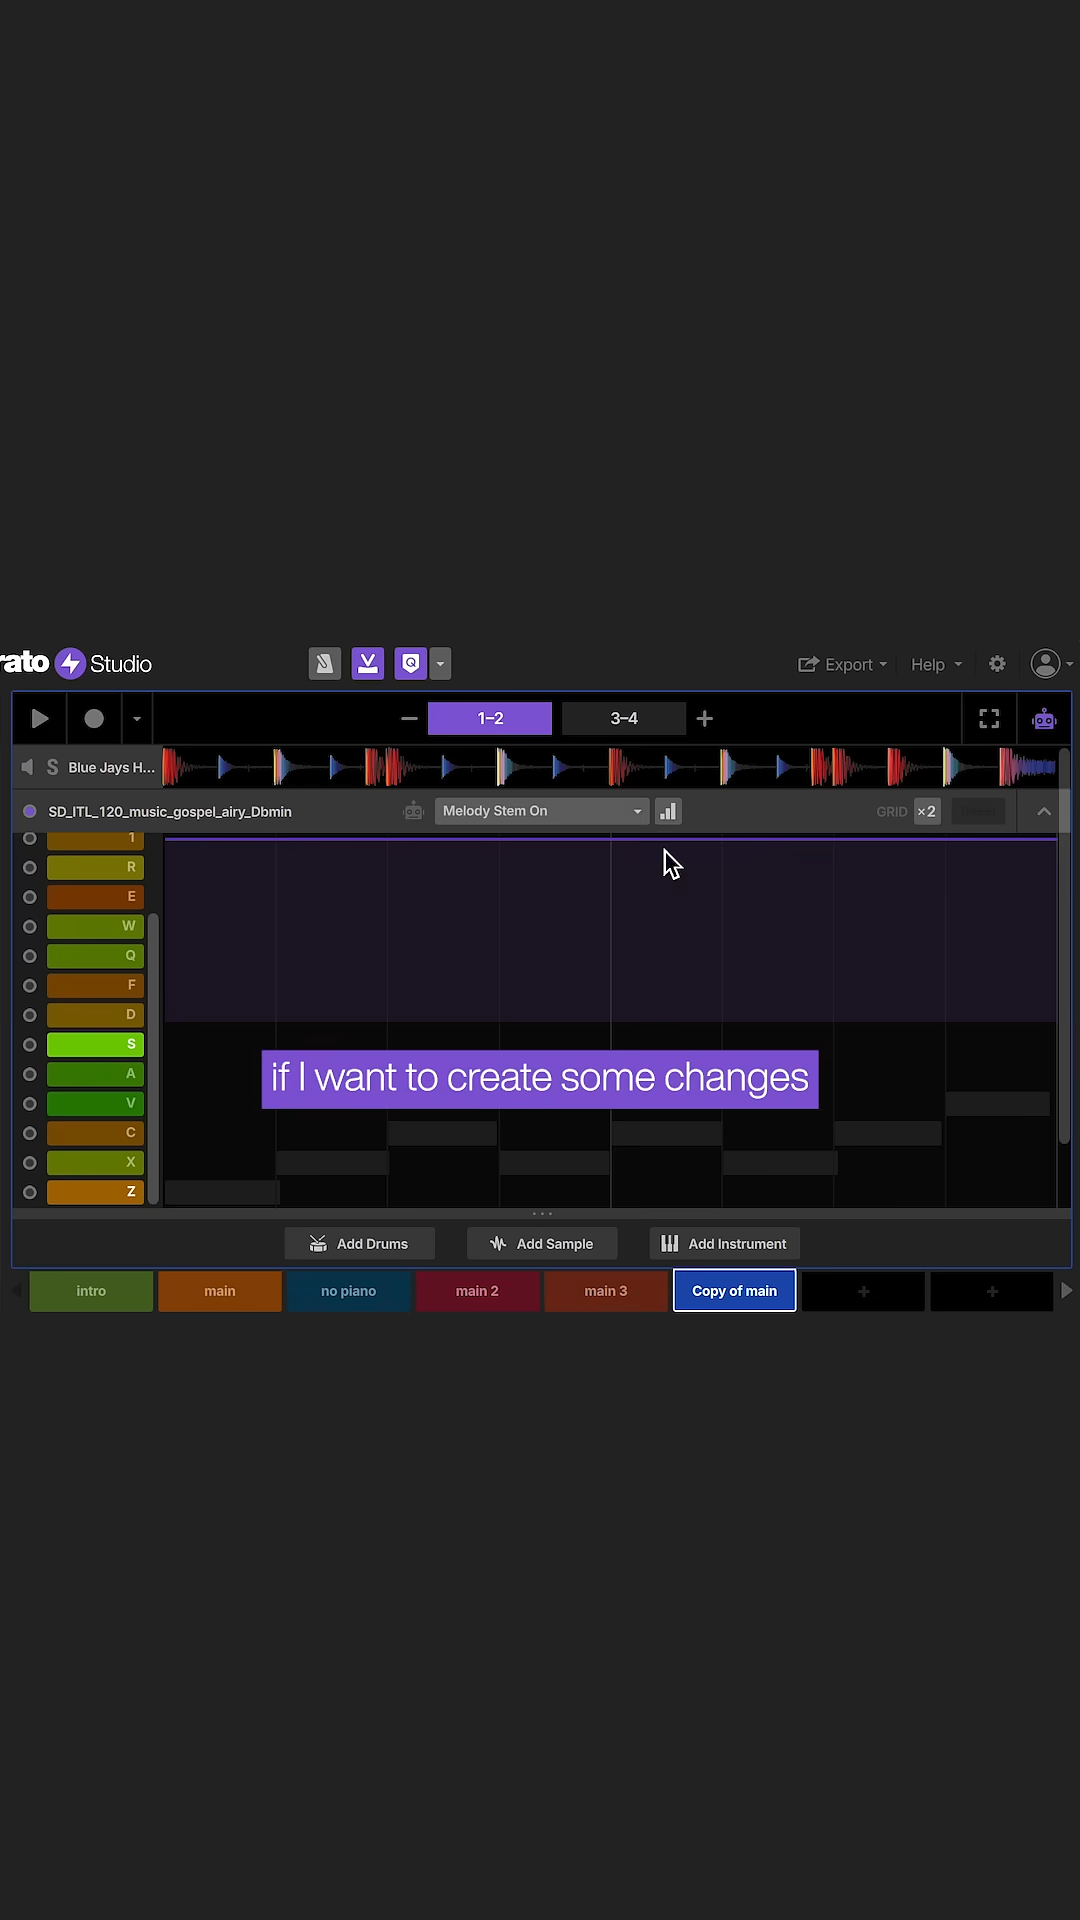 rato Studio
Export
Help
1–2
3–4
S
Blue Jays H...
SD_ITL_120_music_gospel_airy_Dbmin
Melody Stem On
GRID
×2
1
R
E
W
Q
F
D
S
A
V
C
X
Z
if I want to create some changes
Add Drums
Add Sample
Add Instrument
intro
main
no piano
main 2
main 3
Copy of main